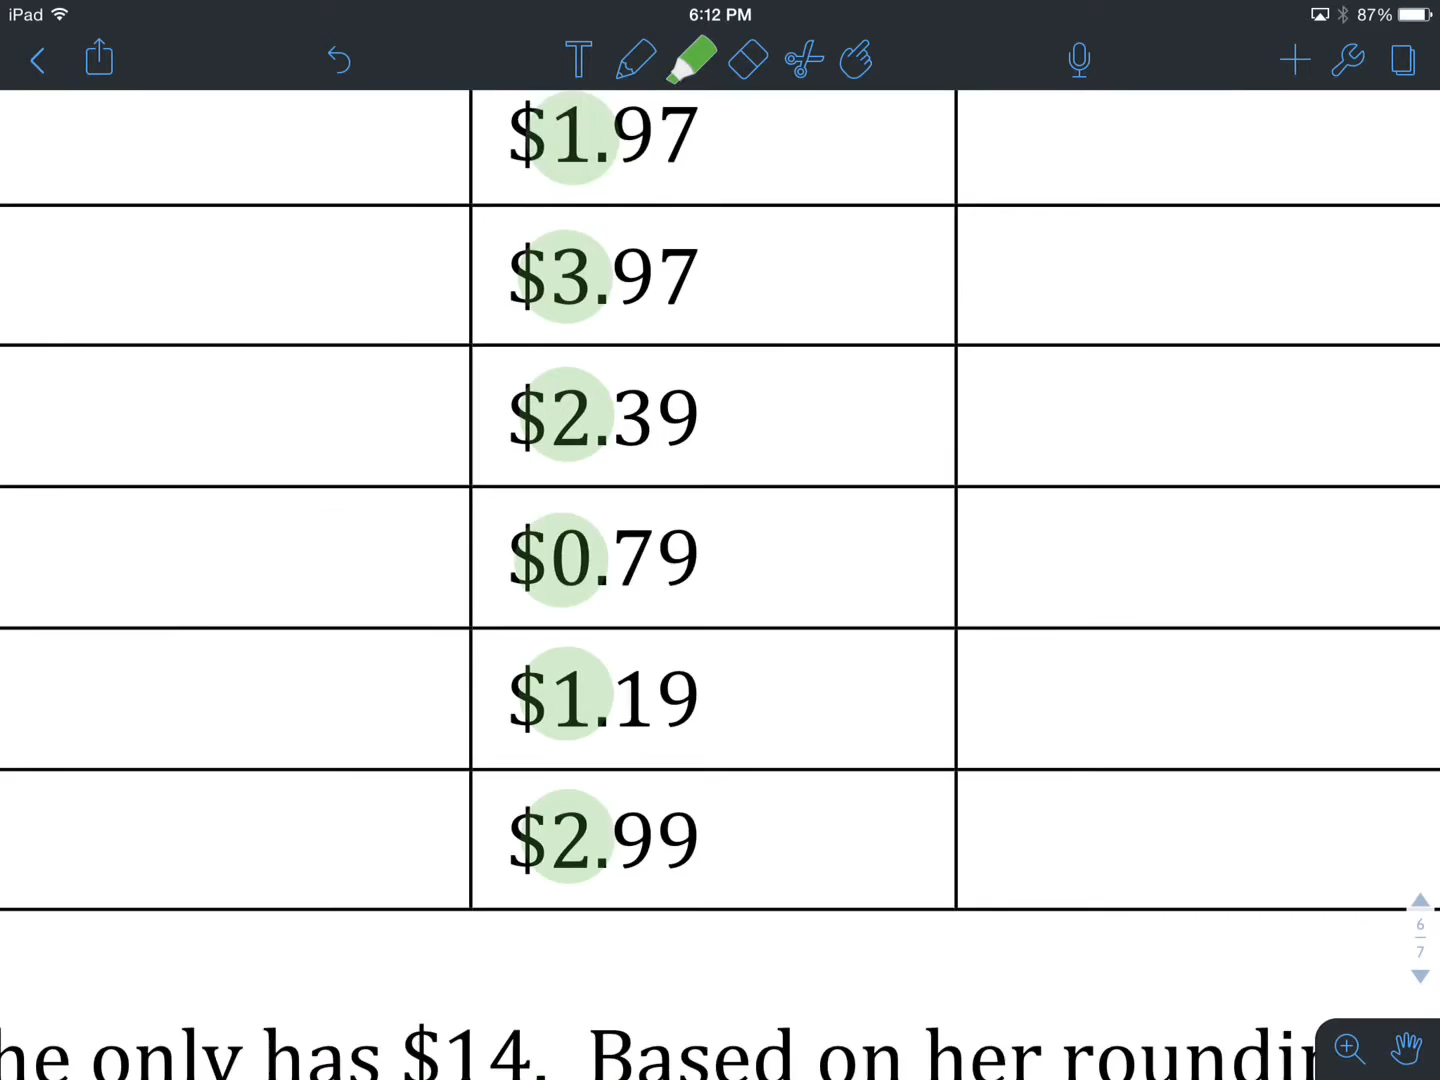 iPad 6:12 PM 87%
T
$1.97
$3.97
$2.39
$0.79
$1.19
$2.99
6
7
he only has $14. Based on her roundin